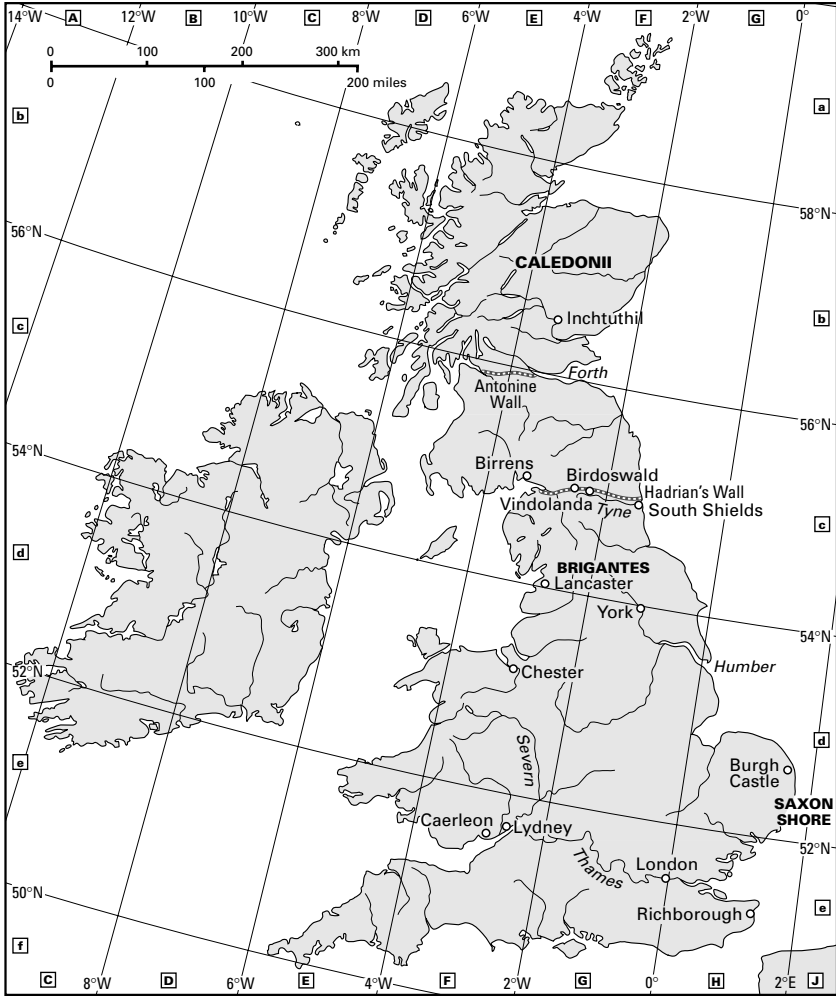 14°W A 12°W B 10°W C 8°W D 6°W E 4°W F 2°W G 0°
0 100 200 300 km
0 100 200 miles
a
b
58°N
56°N
CALEDONII
Inchtuthil
b
c
Forth
Antonine
Wall
56°N
54°N
Birrens
Birdoswald
Hadrian's Wall
Vindolanda
Tyne
South Shields
c
d
BRIGANTES
Lancaster
York
54°N
52°N
Humber
Chester
d
Severn
Burgh
Castle
e
SAXON
SHORE
Caerleon
Lydney
52°N
Thames
London
50°N
Richborough
e
f
C 8°W D 6°W E 4°W F 2°W G 0° H 2°E J